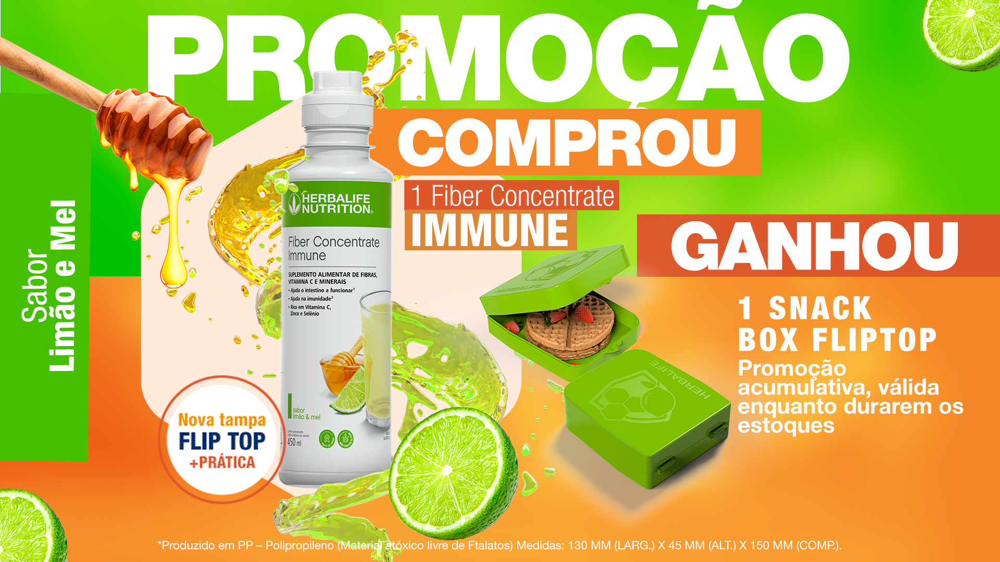 PROMOÇÃO
COMPROU
1 Fiber Concentrate
IMMUNE
GANHOU
1 SNACK
BOX FLIPTOP
Promoção
acumulativa, válida
enquanto durarem os
estoques
Sabor
Limão e Mel
HERBALIFE
NUTRITION®
Fiber Concentrate
Immune
SUPLEMENTO ALIMENTAR DE FIBRAS,
VITAMINA C E MINERAIS
• Ajuda o intestino a funcionar¹
• Ajuda na imunidade²
• Rico em Vitamina C,
Zinco e Selênio
sabor
limão & mel
450 ml
Nova tampa
FLIP TOP
+PRÁTICA
HERBALIFE
HERBALIFE
*Produzido em PP – Polipropileno (Material atóxico livre de Ftalatos) Medidas: 130 MM (LARG.) X 45 MM (ALT.) X 150 MM (COMP.).